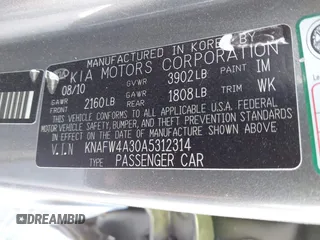 MANUFACTURED IN KOREA BY
KIA MOTORS CORPORATION
08/10 GVWR 3902LB PAINT IM
GAWR FRONT 2160LB GAWR REAR 1808LB TRIM WK
THIS VEHICLE CONFORMS TO ALL APPLICABLE U.S.A. FEDERAL
MOTOR VEHICLE SAFETY, BUMPER, AND THEFT PREVENTION
STANDARDS IN EFFECT ON THE DATE OF MANUFACTURE
SHOWN ABOVE.
V.I.N KNAFW4A30A5312314
PASSENGER CAR
DREAMBID